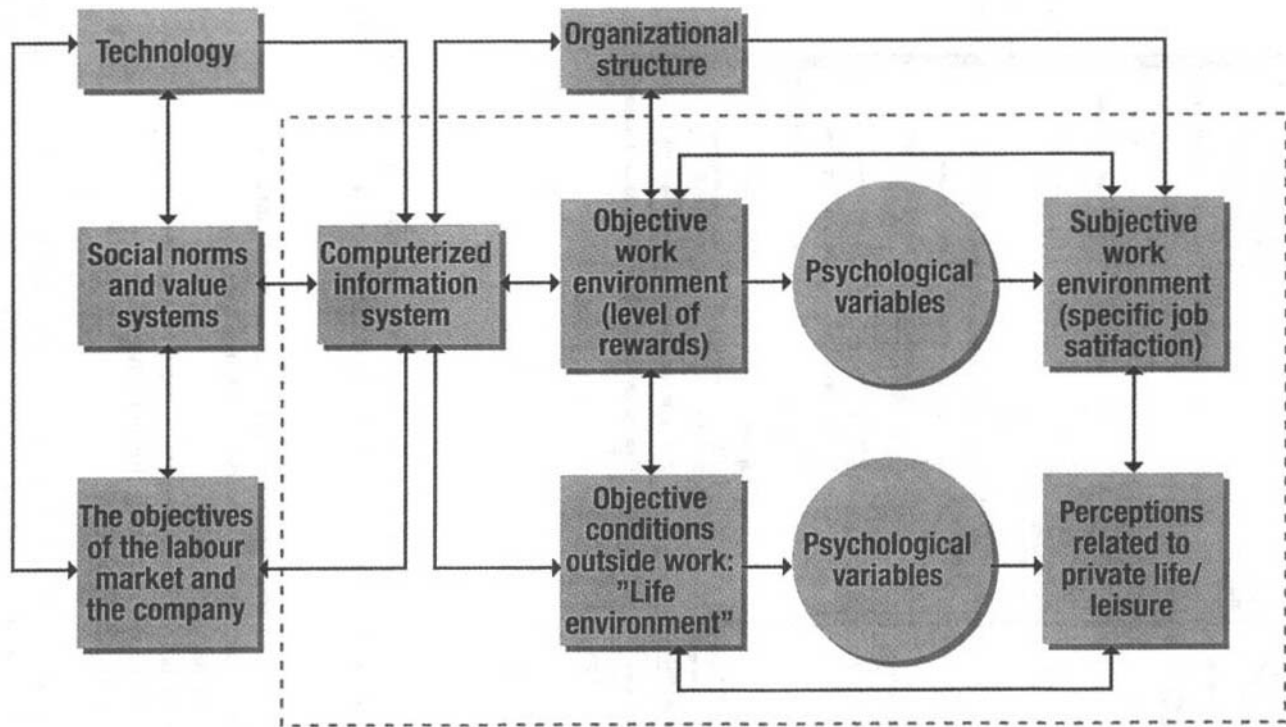 Technology
Organizational
structure
Social norms
and value
systems
Computerized
information
system
Objective
work
environment
(level of
rewards)
Psychological
variables
Subjective
work
environment
(specific job
satifaction)
The objectives
of the labour
market and
the company
Objective
conditions
outside work:
"Life
environment"
Psychological
variables
Perceptions
related to
private life/
leisure